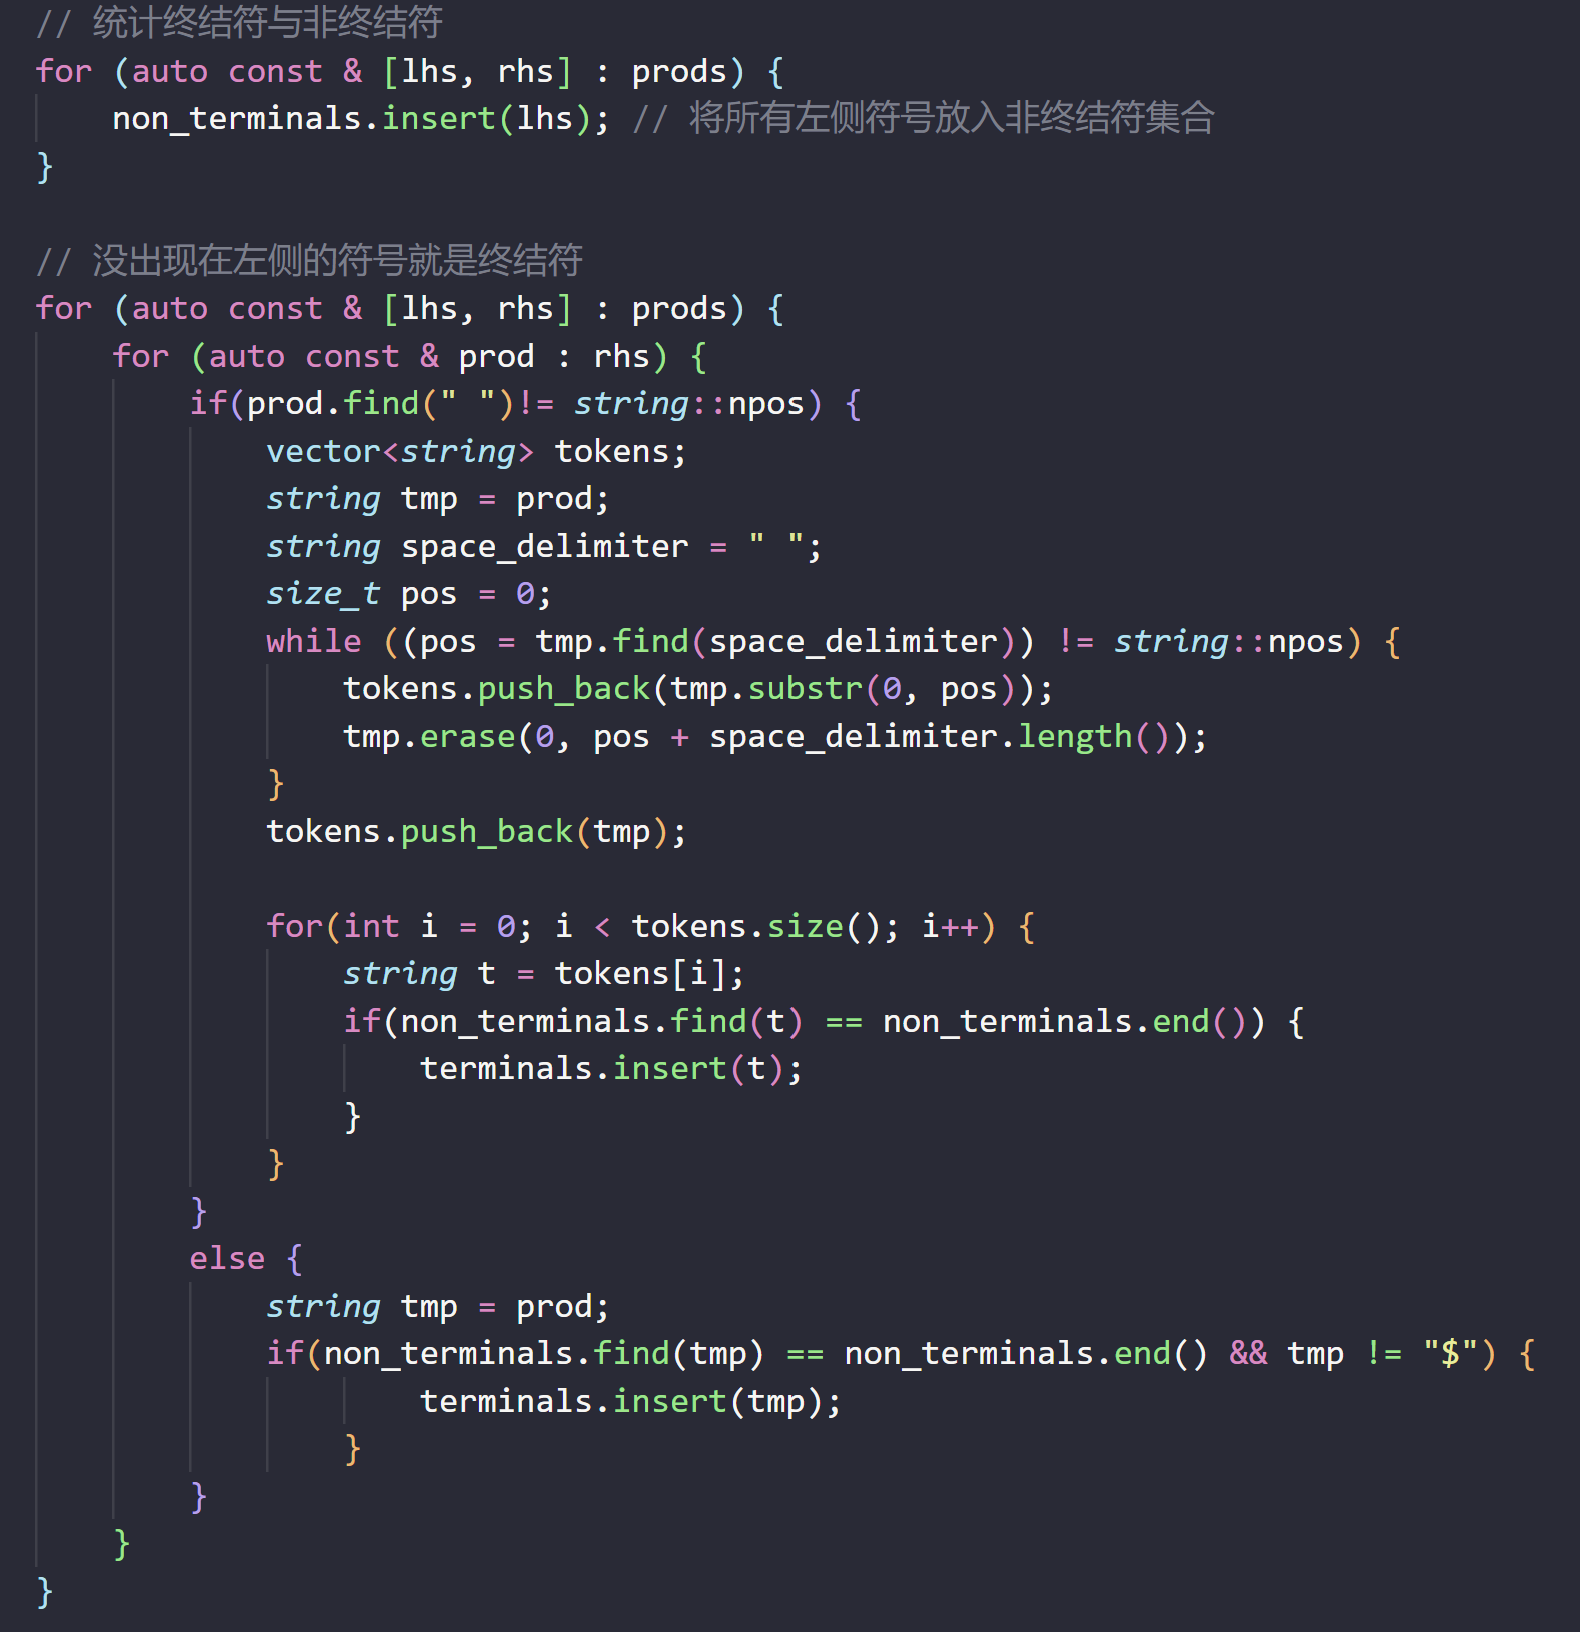 // 统计终结符与非终结符
for (auto const & [lhs, rhs] : prods) {
    non_terminals.insert(lhs); // 将所有左侧符号放入非终结符集合
}

// 没出现在左侧的符号就是终结符
for (auto const & [lhs, rhs] : prods) {
    for (auto const & prod : rhs) {
        if(prod.find(" ")!= string::npos) {
            vector<string> tokens;
            string tmp = prod;
            string space_delimiter = " ";
            size_t pos = 0;
            while ((pos = tmp.find(space_delimiter)) != string::npos) {
                tokens.push_back(tmp.substr(0, pos));
                tmp.erase(0, pos + space_delimiter.length());
            }
            tokens.push_back(tmp);

            for(int i = 0; i < tokens.size(); i++) {
                string t = tokens[i];
                if(non_terminals.find(t) == non_terminals.end()) {
                    terminals.insert(t);
                }
            }
        }
        else {
            string tmp = prod;
            if(non_terminals.find(tmp) == non_terminals.end() && tmp != "$") {
                    terminals.insert(tmp);
                }
        }
    }
}